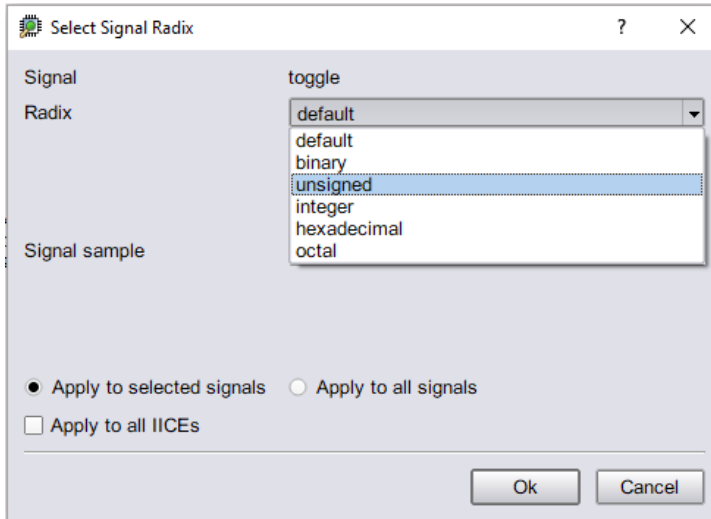 Select Signal Radix ? ×
Signal toggle
Radix default
default
binary
unsigned
integer
hexadecimal
Signal sample octal
Apply to selected signals Apply to all signals
Apply to all IICEs
Ok Cancel